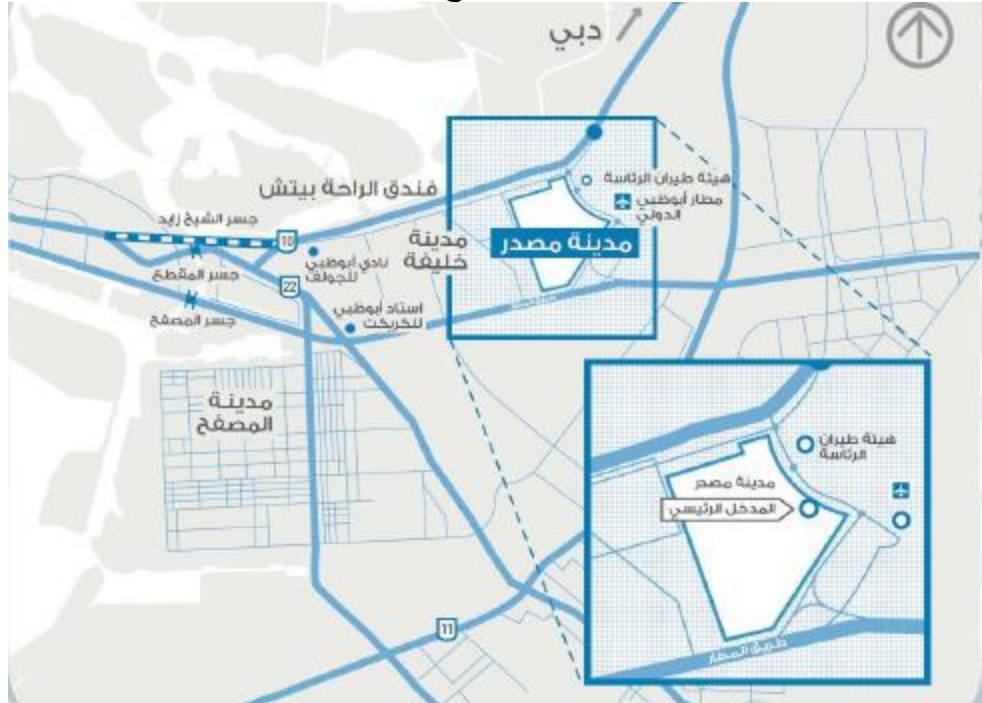 دبي
هيئة طيران الرئاسة
مطار أبوظبي
الدولي
فندق الراحة بيتش
جسر الشيخ زايد
10
مدينة
خليفة
مدينة مصدر
نادي أبوظبي
للجولف
جسر المقطع
22
استاد أبوظبي
للكريكت
جسر المصفح
مدينة
المصفح
هيئة طيران
الرئاسة
مدينة مصدر
المدخل الرئيسي
11
طريق المطار